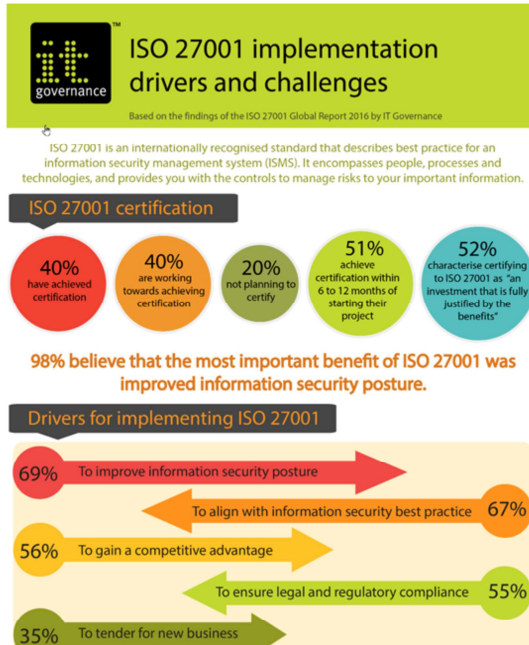 it
governance
™
ISO 27001 implementation
drivers and challenges
Based on the findings of the ISO 27001 Global Report 2016 by IT Governance
ISO 27001 is an internationally recognised standard that describes best practice for an
information security management system (ISMS). It encompasses people, processes and
technologies, and provides you with the controls to manage risks to your important information.
ISO 27001 certification
40%
have achieved
certification
40%
are working
towards achieving
certification
20%
not planning to
certify
51%
achieve
certification within
6 to 12 months of
starting their
project
52%
characterise certifying
to ISO 27001 as "an
investment that is fully
justified by the
benefits"
98% believe that the most important benefit of ISO 27001 was
improved information security posture.
Drivers for implementing ISO 27001
69% To improve information security posture
To align with information security best practice 67%
56% To gain a competitive advantage
To ensure legal and regulatory compliance 55%
35% To tender for new business